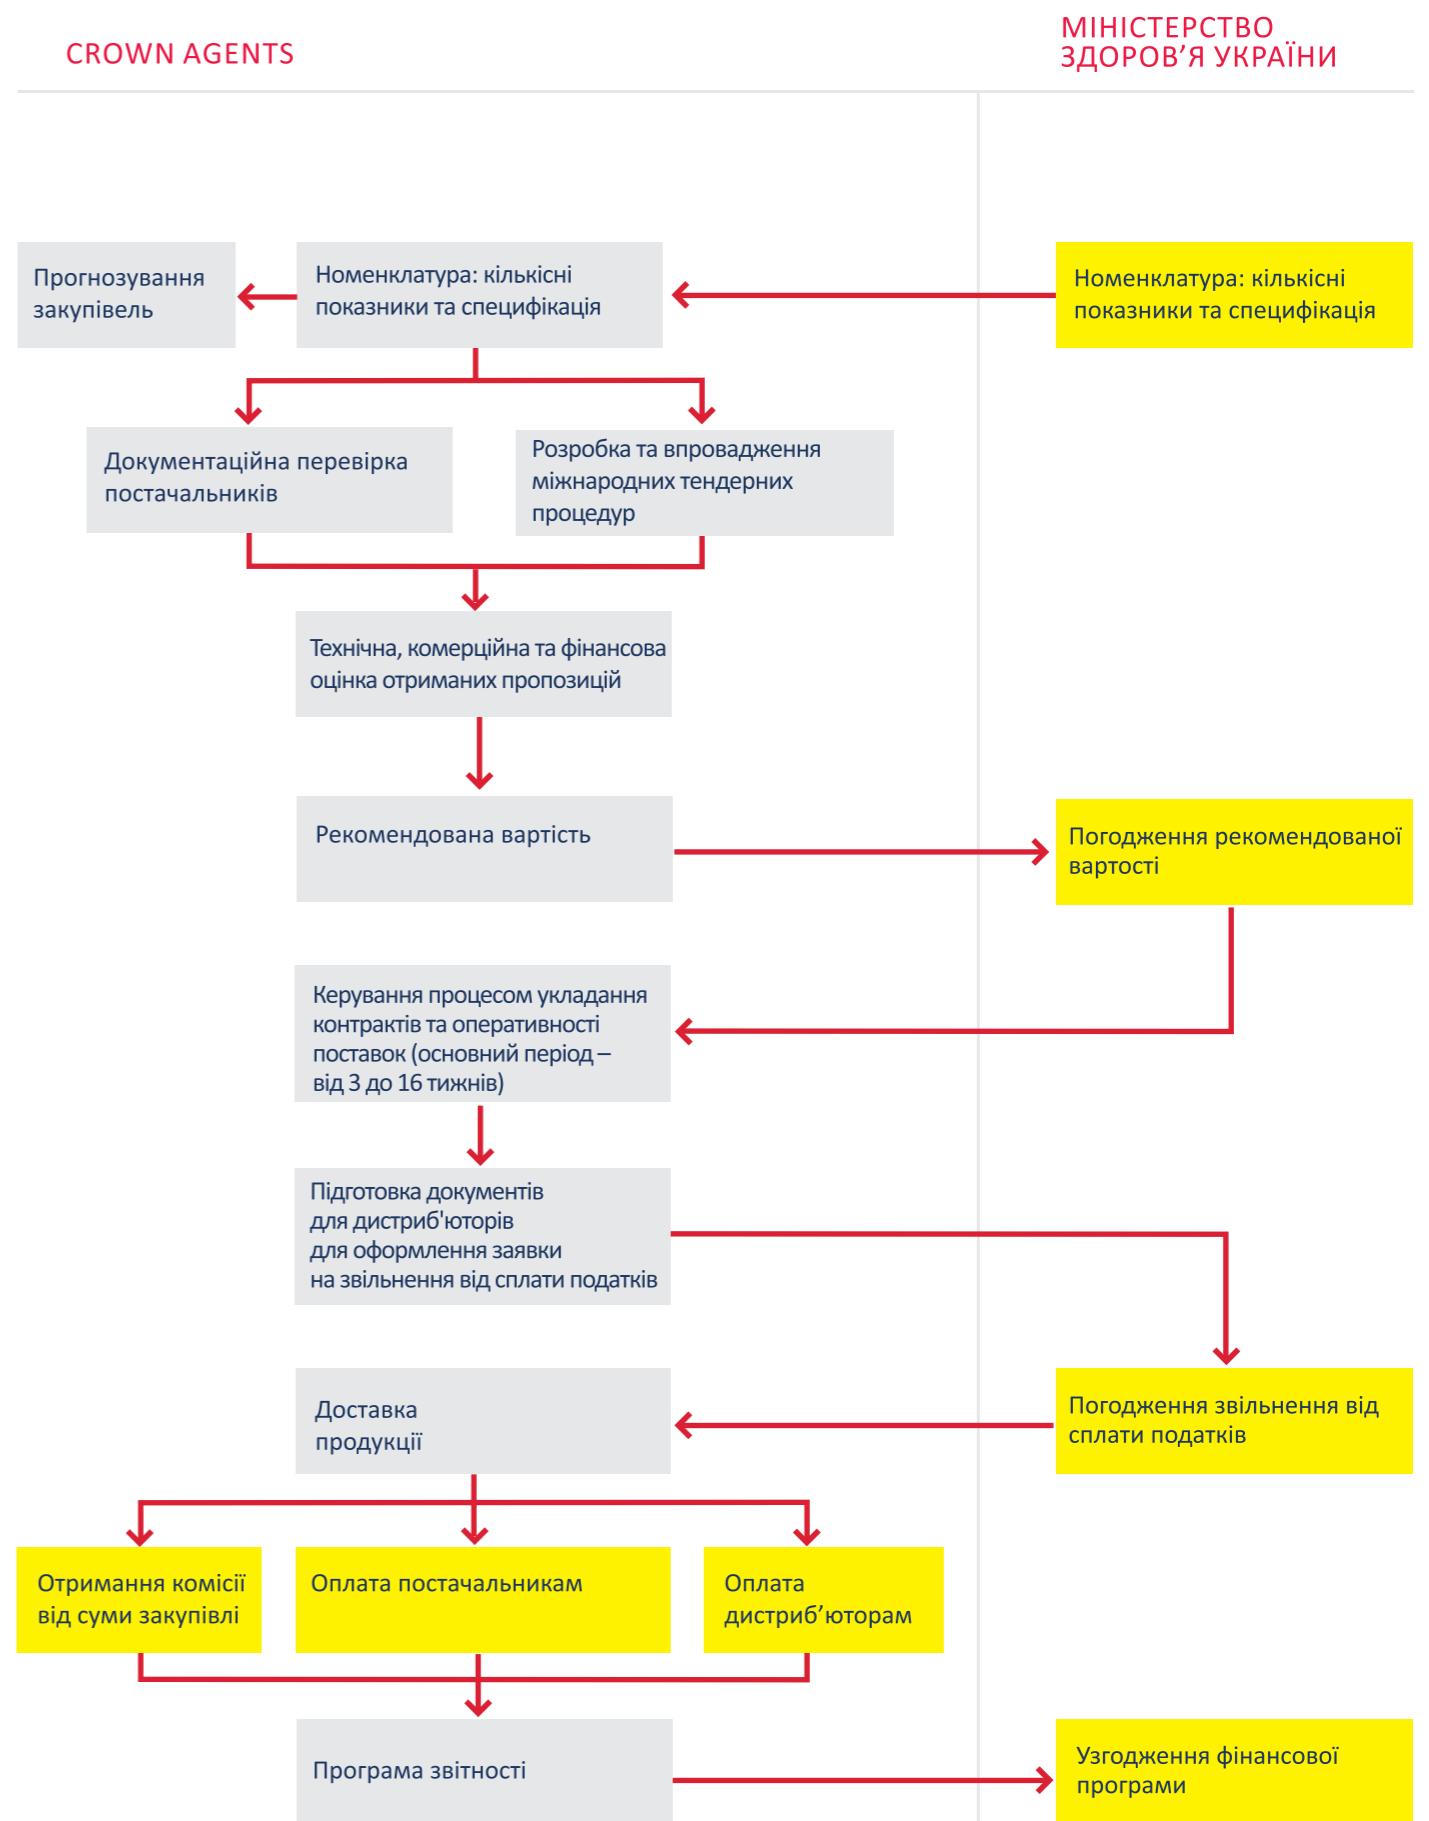 CROWN AGENTS
МІНІСТЕРСТВО
ЗДОРОВ’Я УКРАЇНИ
Прогнозування
закупівель
Номенклатура: кількісні
показники та специфікація
Номенклатура: кількісні
показники та специфікація
Документаційна перевірка
постачальників
Розробка та впровадження
міжнародних тендерних
процедур
Технічна, комерційна та фінансова
оцінка отриманих пропозицій
Рекомендована вартість
Погодження рекомендованої
вартості
Керування процесом укладання
контрактів та оперативності
поставок (основний період –
від 3 до 16 тижнів)
Підготовка документів
для дистриб'юторів
для оформлення заявки
на звільнення від сплати податків
Доставка
продукції
Погодження звільнення від
сплати податків
Отримання комісії
від суми закупівлі
Оплата постачальникам
Оплата
дистриб’юторам
Програма звітності
Узгодження фінансової
програми